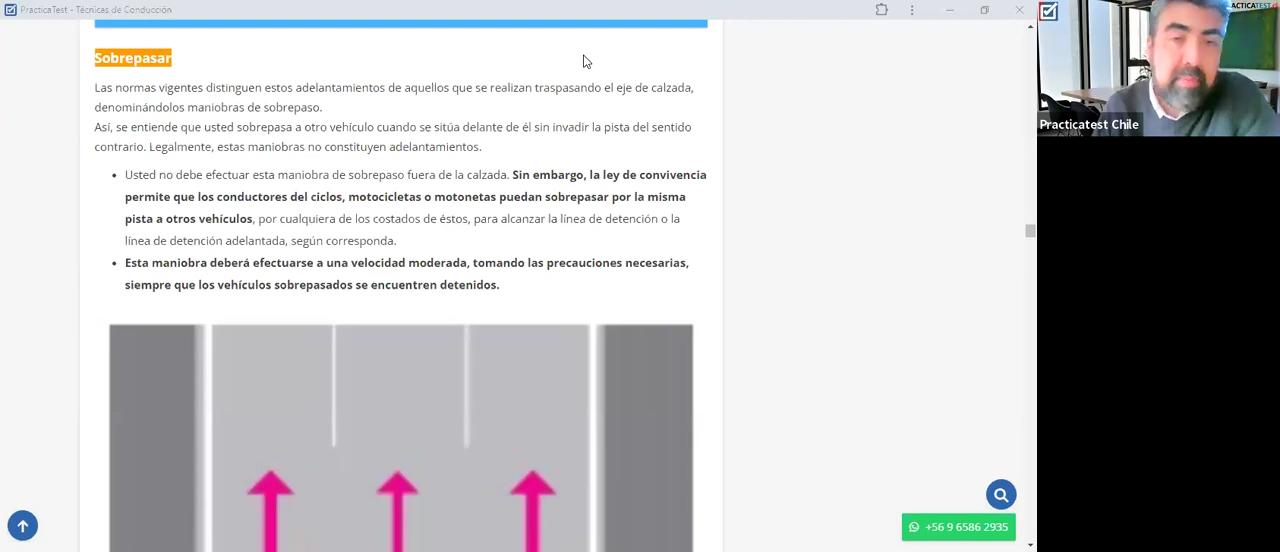 PracticaTest - Técnicas de Conducción
Sobrepasar
Las normas vigentes distinguen estos adelantamientos de aquellos que se realizan traspasando el eje de calzada,
denominándolos maniobras de sobrepaso.
Así, se entiende que usted sobrepasa a otro vehículo cuando se sitúa delante de él sin invadir la pista del sentido
contrario. Legalmente, estas maniobras no constituyen adelantamientos.
• Usted no debe efectuar esta maniobra de sobrepaso fuera de la calzada. Sin embargo, la ley de convivencia
permite que los conductores del ciclos, motocicletas o motonetas puedan sobrepasar por la misma
pista a otros vehículos, por cualquiera de los costados de éstos, para alcanzar la línea de detención o la
línea de detención adelantada, según corresponda.
• Esta maniobra deberá efectuarse a una velocidad moderada, tomando las precauciones necesarias,
siempre que los vehículos sobrepasados se encuentren detenidos.
+56 9 6586 2935
ACTICATEST
Practicatest Chile